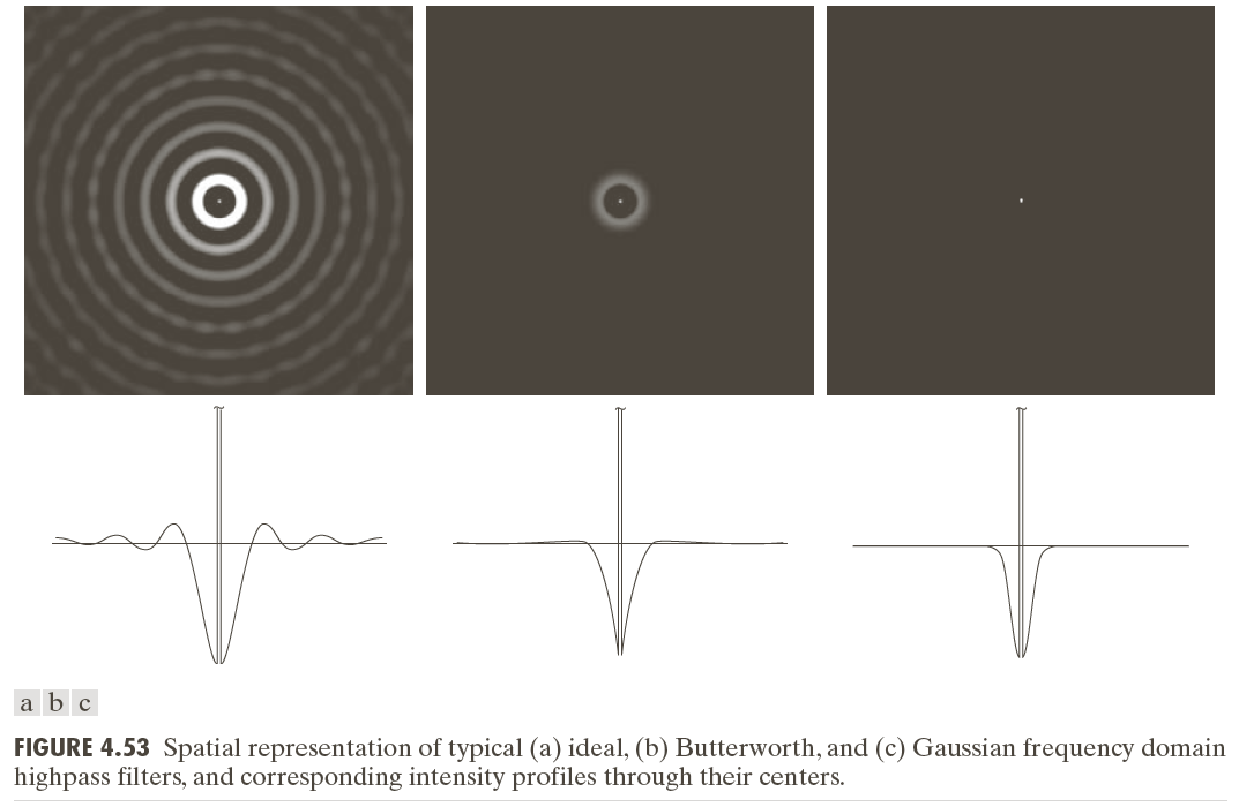 a b c
FIGURE 4.53 Spatial representation of typical (a) ideal, (b) Butterworth, and (c) Gaussian frequency domain
highpass filters, and corresponding intensity profiles through their centers.